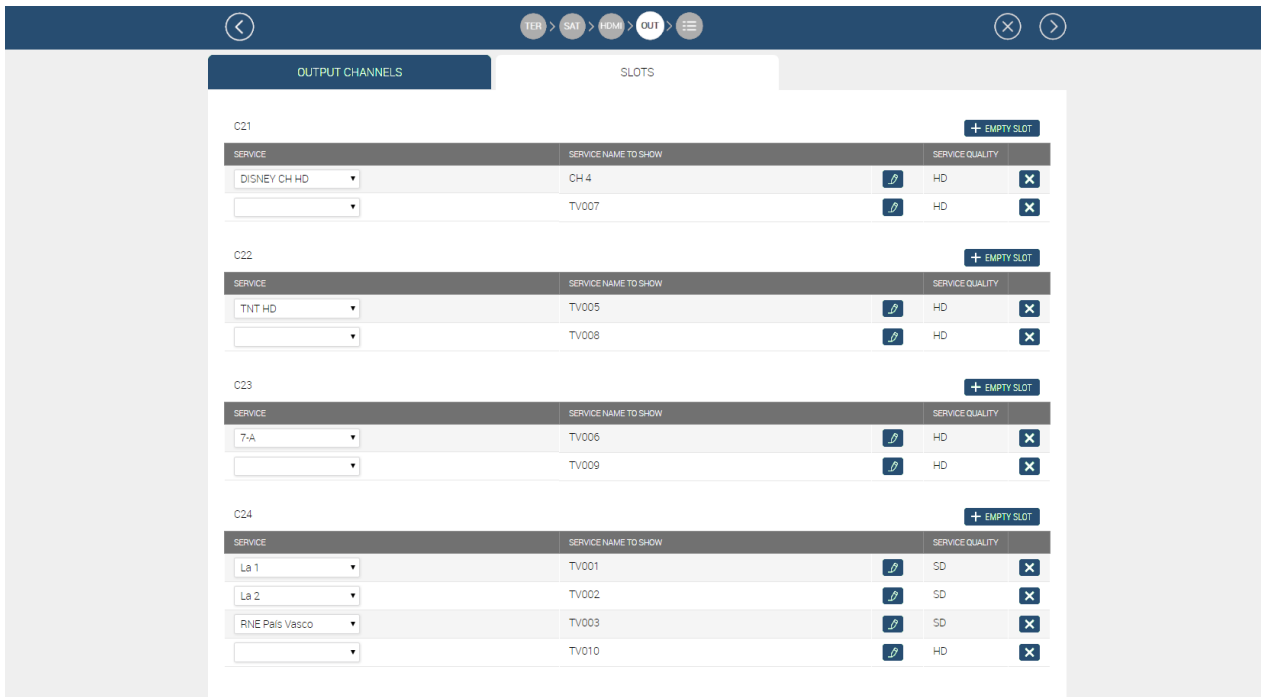 TER > SAT > HDMI > OUT >
OUTPUT CHANNELS SLOTS
C21 + EMPTY SLOT
SERVICE SERVICE NAME TO SHOW SERVICE QUALITY
DISNEY CH HD CH 4 HD
TV007 HD
C22 + EMPTY SLOT
SERVICE SERVICE NAME TO SHOW SERVICE QUALITY
TNT HD TV005 HD
TV008 HD
C23 + EMPTY SLOT
SERVICE SERVICE NAME TO SHOW SERVICE QUALITY
7-A TV006 HD
TV009 HD
C24 + EMPTY SLOT
SERVICE SERVICE NAME TO SHOW SERVICE QUALITY
La 1 TV001 SD
La 2 TV002 SD
RNE País Vasco TV003 SD
TV010 HD